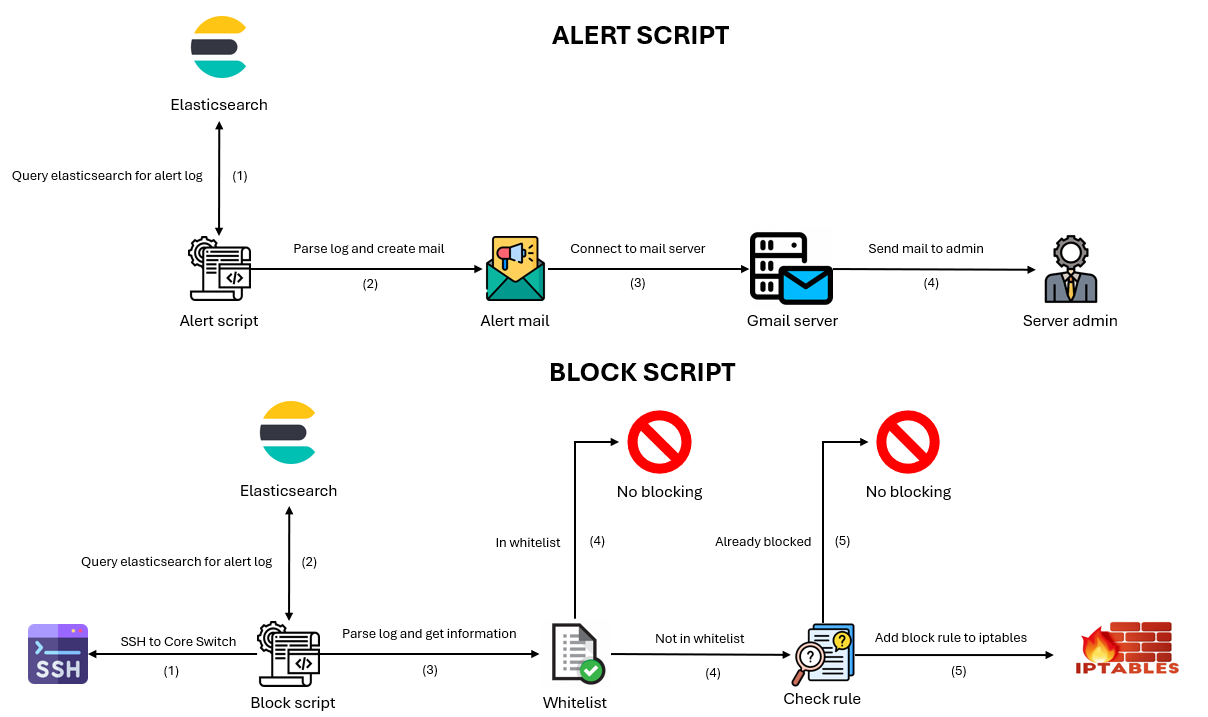 ALERT SCRIPT
Elasticsearch
Query elasticsearch for alert log
(1)
Parse log and create mail
(2)
Connect to mail server
(3)
Send mail to admin
(4)
</>
Alert script
Alert mail
Gmail server
Server admin
BLOCK SCRIPT
Elasticsearch
No blocking
No blocking
Query elasticsearch for alert log
(2)
In whitelist
(4)
Already blocked
(5)
SSH to Core Switch
(1)
Parse log and get information
(3)
Not in whitelist
(4)
Add block rule to iptables
(5)
SSH
</>
?
?
IPTABLES
Block script
Whitelist
Check rule